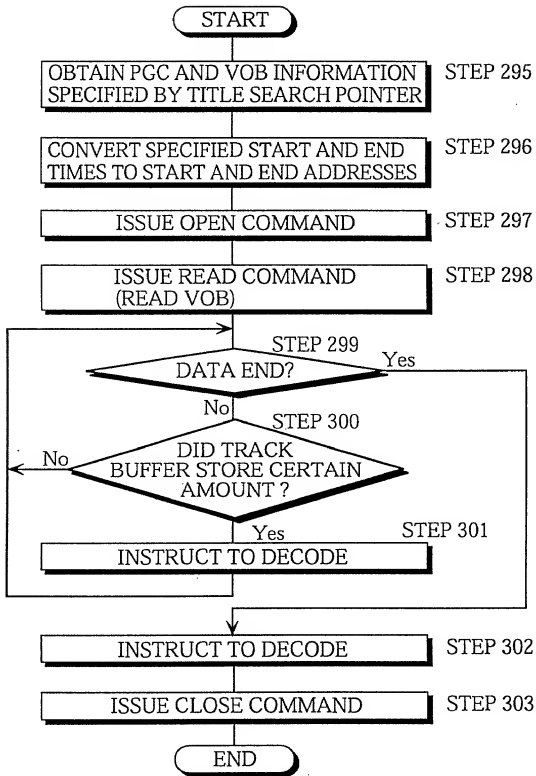 START
OBTAIN PGC AND VOB INFORMATION
SPECIFIED BY TITLE SEARCH POINTER
STEP 295
CONVERT SPECIFIED START AND END
TIMES TO START AND END ADDRESSES
STEP 296
ISSUE OPEN COMMAND
STEP 297
ISSUE READ COMMAND
(READ VOB)
STEP 298
STEP 299
DATA END?
Yes
No
STEP 300
DID TRACK
BUFFER STORE CERTAIN
AMOUNT ?
No
Yes
STEP 301
INSTRUCT TO DECODE
INSTRUCT TO DECODE
STEP 302
ISSUE CLOSE COMMAND
STEP 303
END